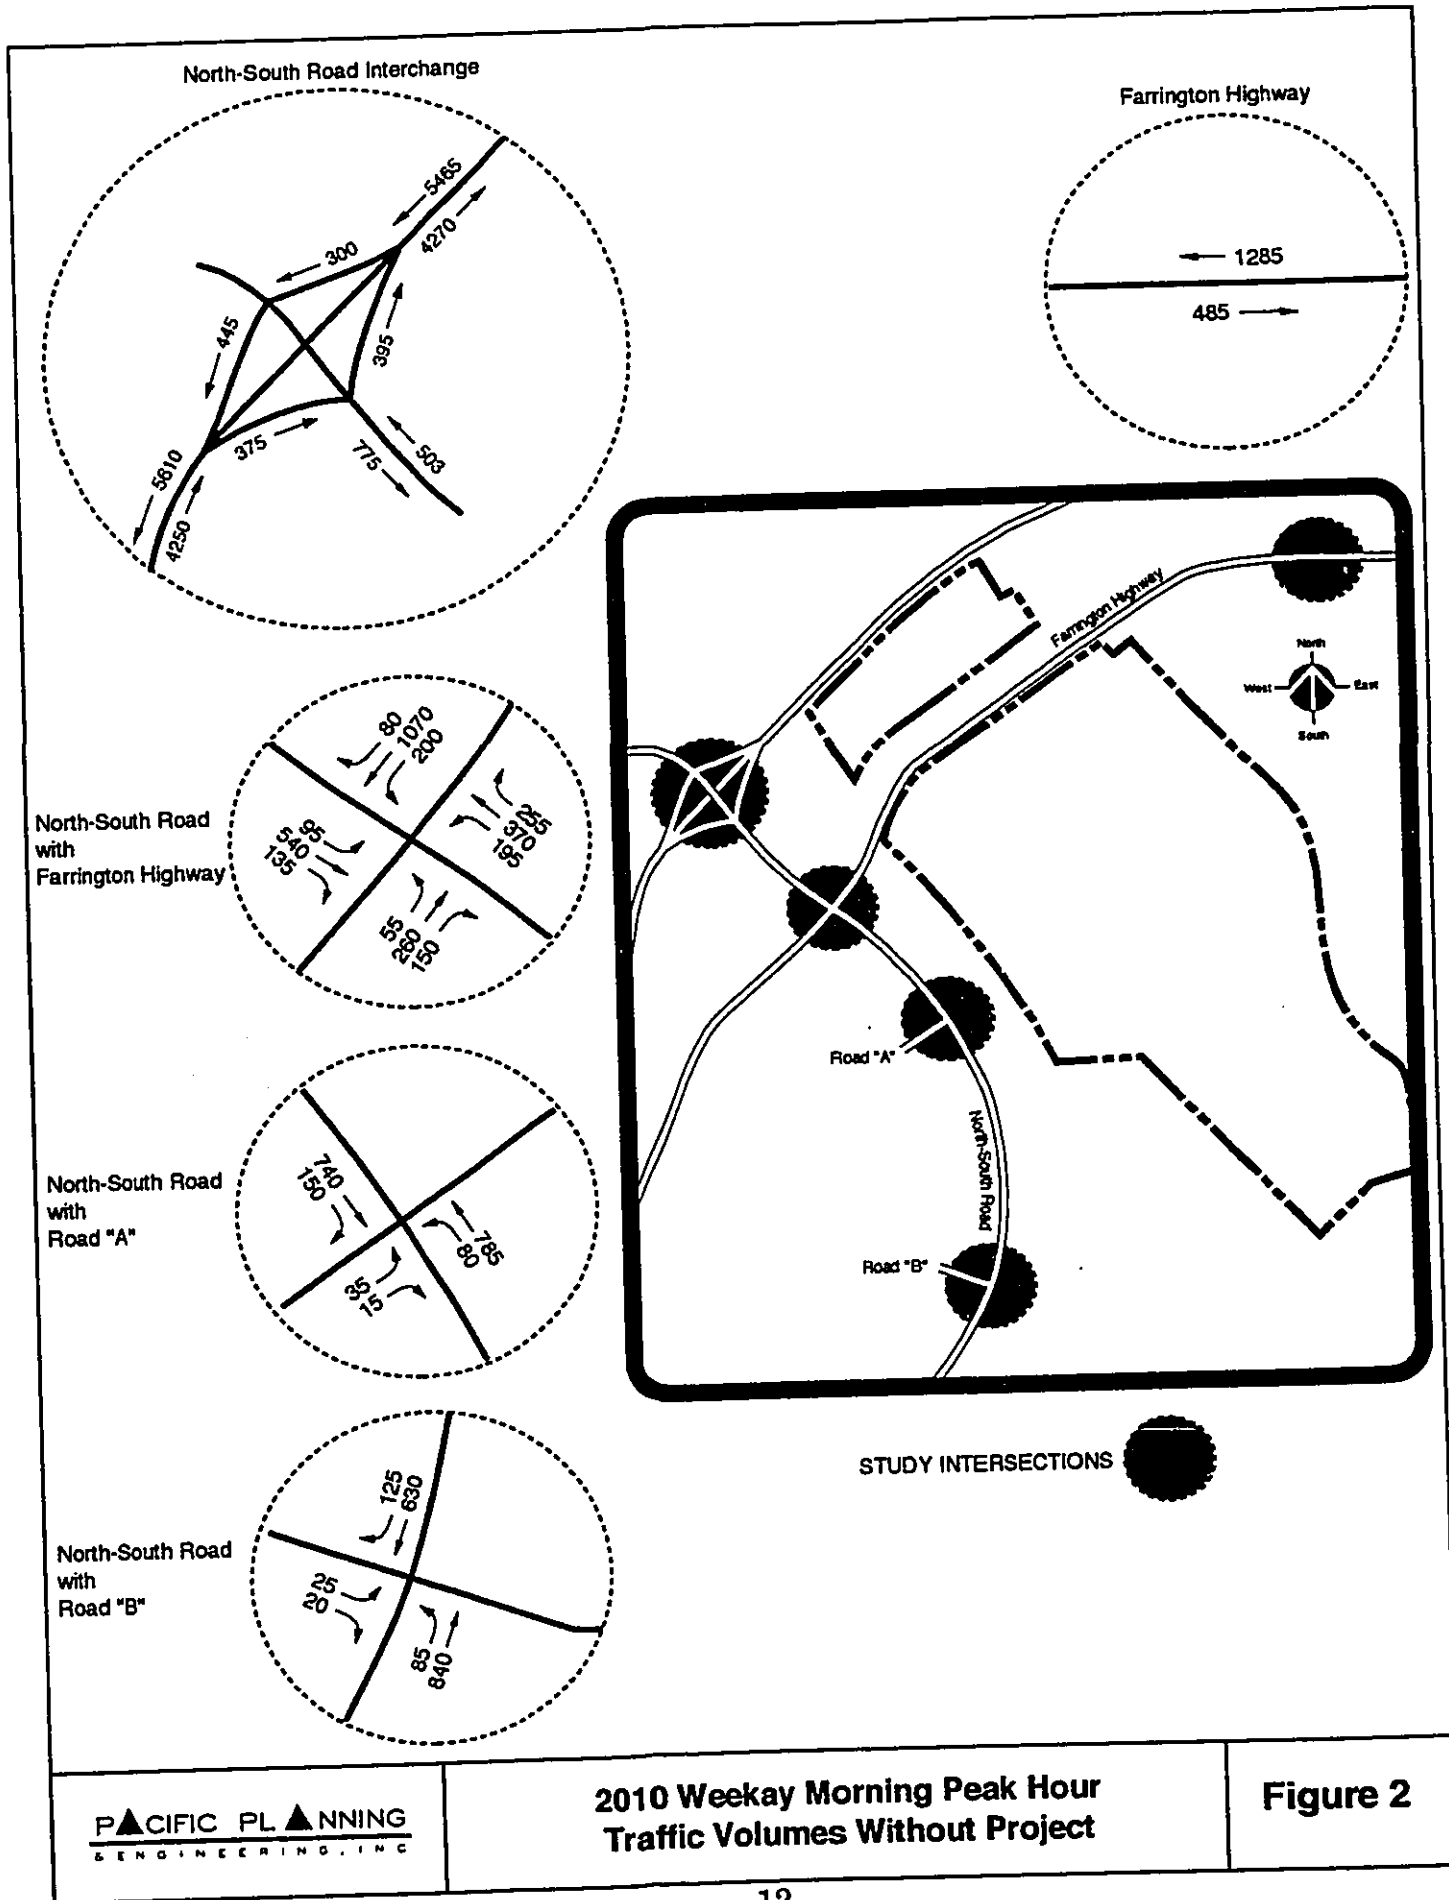 North-South Road Interchange
Farrington Highway
5465
4270
300
445
395
375
775
503
5610
4250
1285
485
North-South Road
with
Farrington Highway
80
1070
200
255
370
195
95
540
135
55
260
150
Farrington Highway
North
West
East
South
Road "A"
North-South Road
Road "B"
North-South Road
with
Road "A"
740
150
785
80
35
15
STUDY INTERSECTIONS
North-South Road
with
Road "B"
125
630
25
20
85
840
PACIFIC PLANNING
& ENGINEERING, INC
2010 Weekay Morning Peak Hour
Traffic Volumes Without Project
Figure 2
12